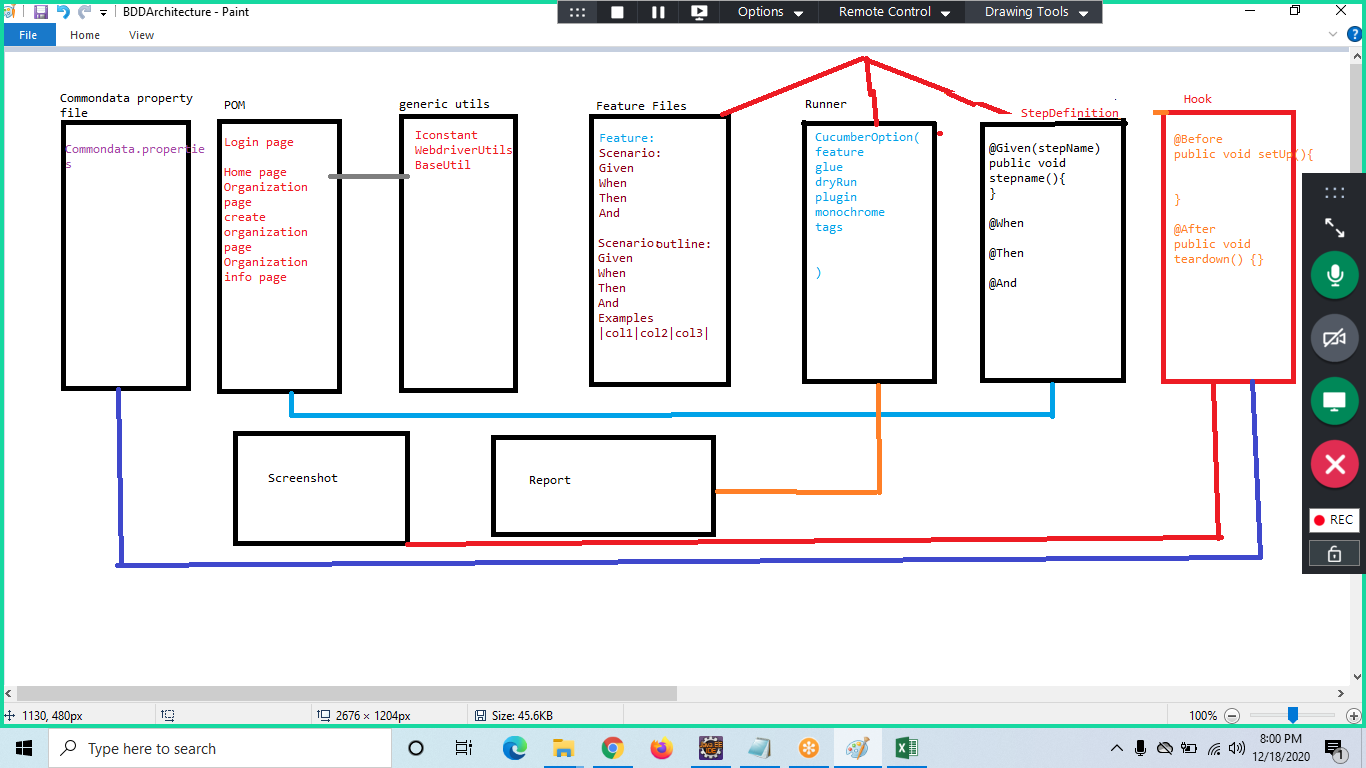 BDDArchitecture - Paint
Options
Remote Control
Drawing Tools
File
Home
View
Commondata property
file
Commondata.propertie
s
POM
Login page
Home page
Organization
page
create
organization
page
Organization
info page
generic utils
Iconstant
WebdriverUtils
BaseUtil
Feature Files
Feature:
Scenario:
Given
When
Then
And
Scenario outline:
Given
When
Then
And
Examples
|col1|col2|col3|
Runner
CucumberOption(
feature
glue
dryRun
plugin
monochrome
tags
)
StepDefinition
@Given(stepName)
public void
stepname(){
}
@When
@Then
@And
Hook
@Before
public void setUp(){
}
@After
public void
teardown() {}
Screenshot
Report
REC
1130, 480px
2676 × 1204px
Size: 45.6KB
100%
Type here to search
8:00 PM
12/18/2020
1